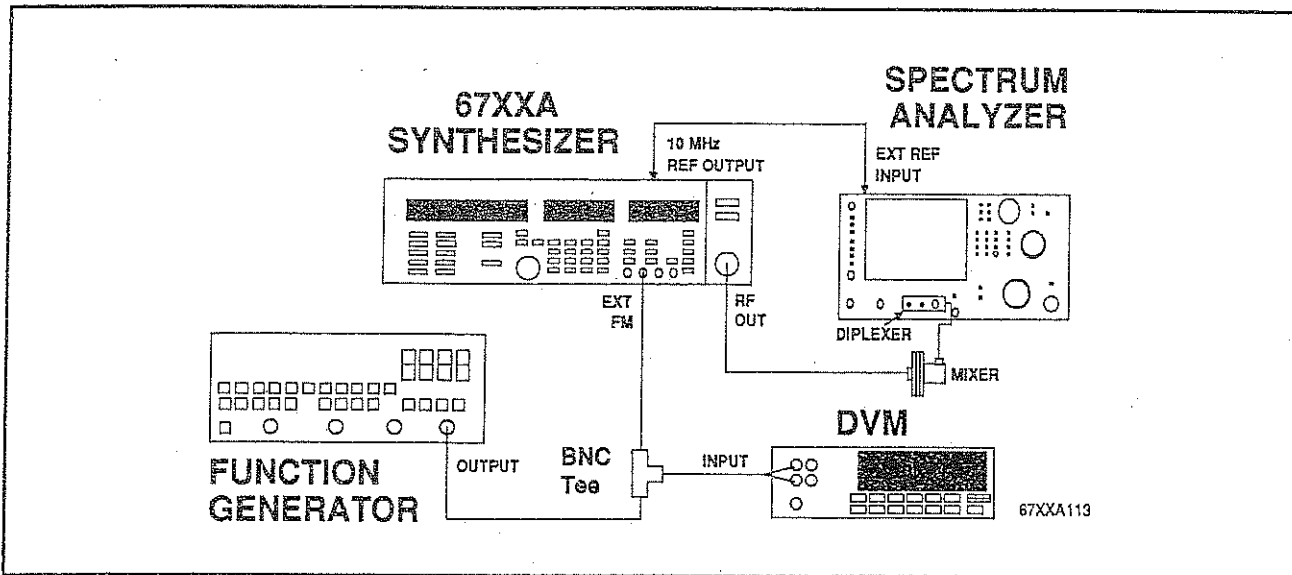 67XXA
SYNTHESIZER
SPECTRUM
ANALYZER
10 MHz
REF OUTPUT
EXT REF
INPUT
EXT
FM
RF
OUT
DIPLEXER
MIXER
FUNCTION
GENERATOR
OUTPUT
BNC
Tee
INPUT
DVM
67XXA113